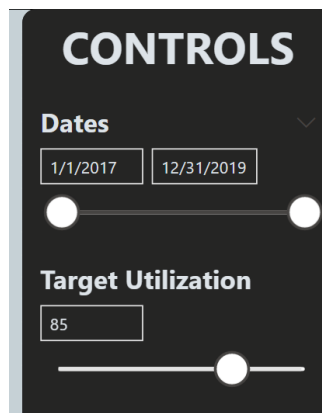 CONTROLS
Dates
1/1/2017 12/31/2019
Target Utilization
85